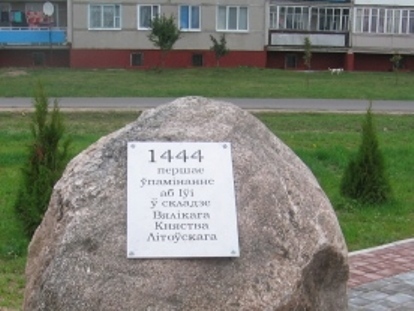 1444
першае
ўпамінанне
аб Іўі
ў складзе
Вялікага
Княства
Літоўскага